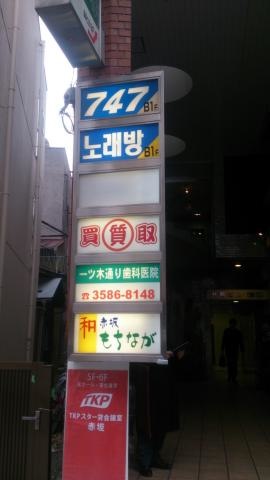 747 B1F
노래방 B1F
買 質 取
一ツ木通り歯科医院
☎3586-8148
和 赤坂
もちなが
5F・6F
TKP
TKPスター貸会議室
赤坂